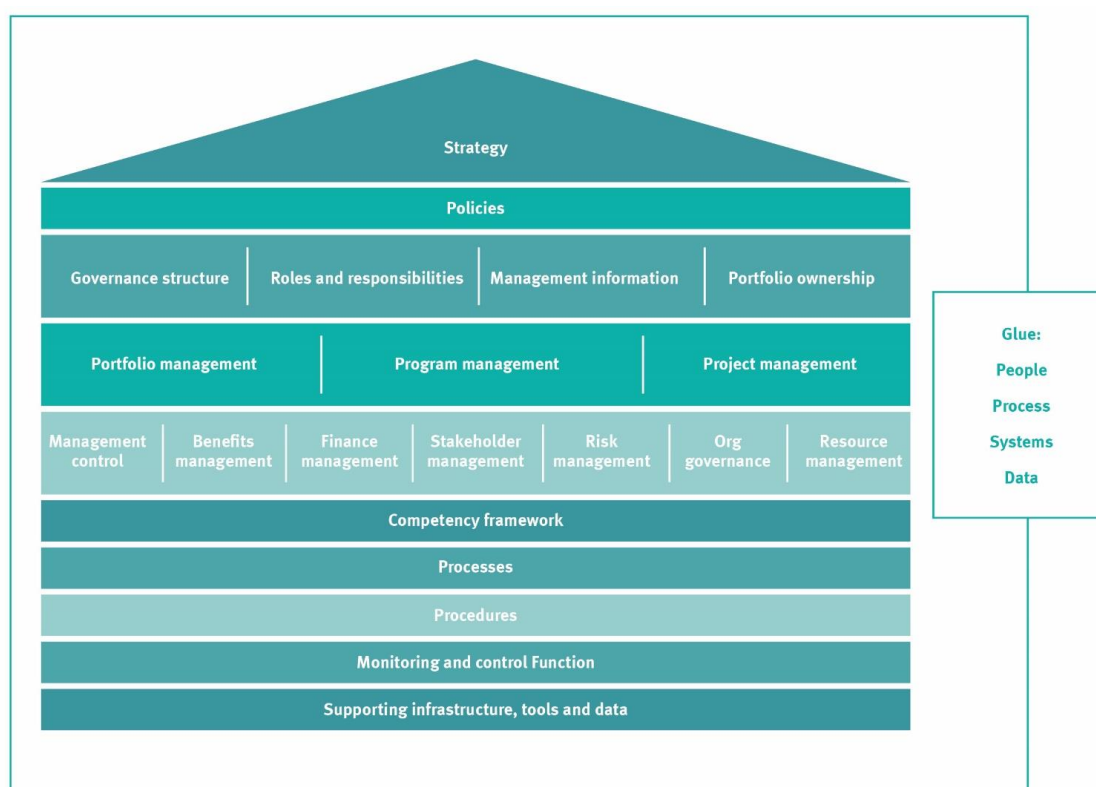 Strategy
Policies
Governance structure
Roles and responsibilities
Management information
Portfolio ownership
Portfolio management
Program management
Project management
Management
control
Benefits
management
Finance
management
Stakeholder
management
Risk
management
Org
governance
Resource
management
Competency framework
Processes
Procedures
Monitoring and control Function
Supporting infrastructure, tools and data
Glue:
People
Process
Systems
Data